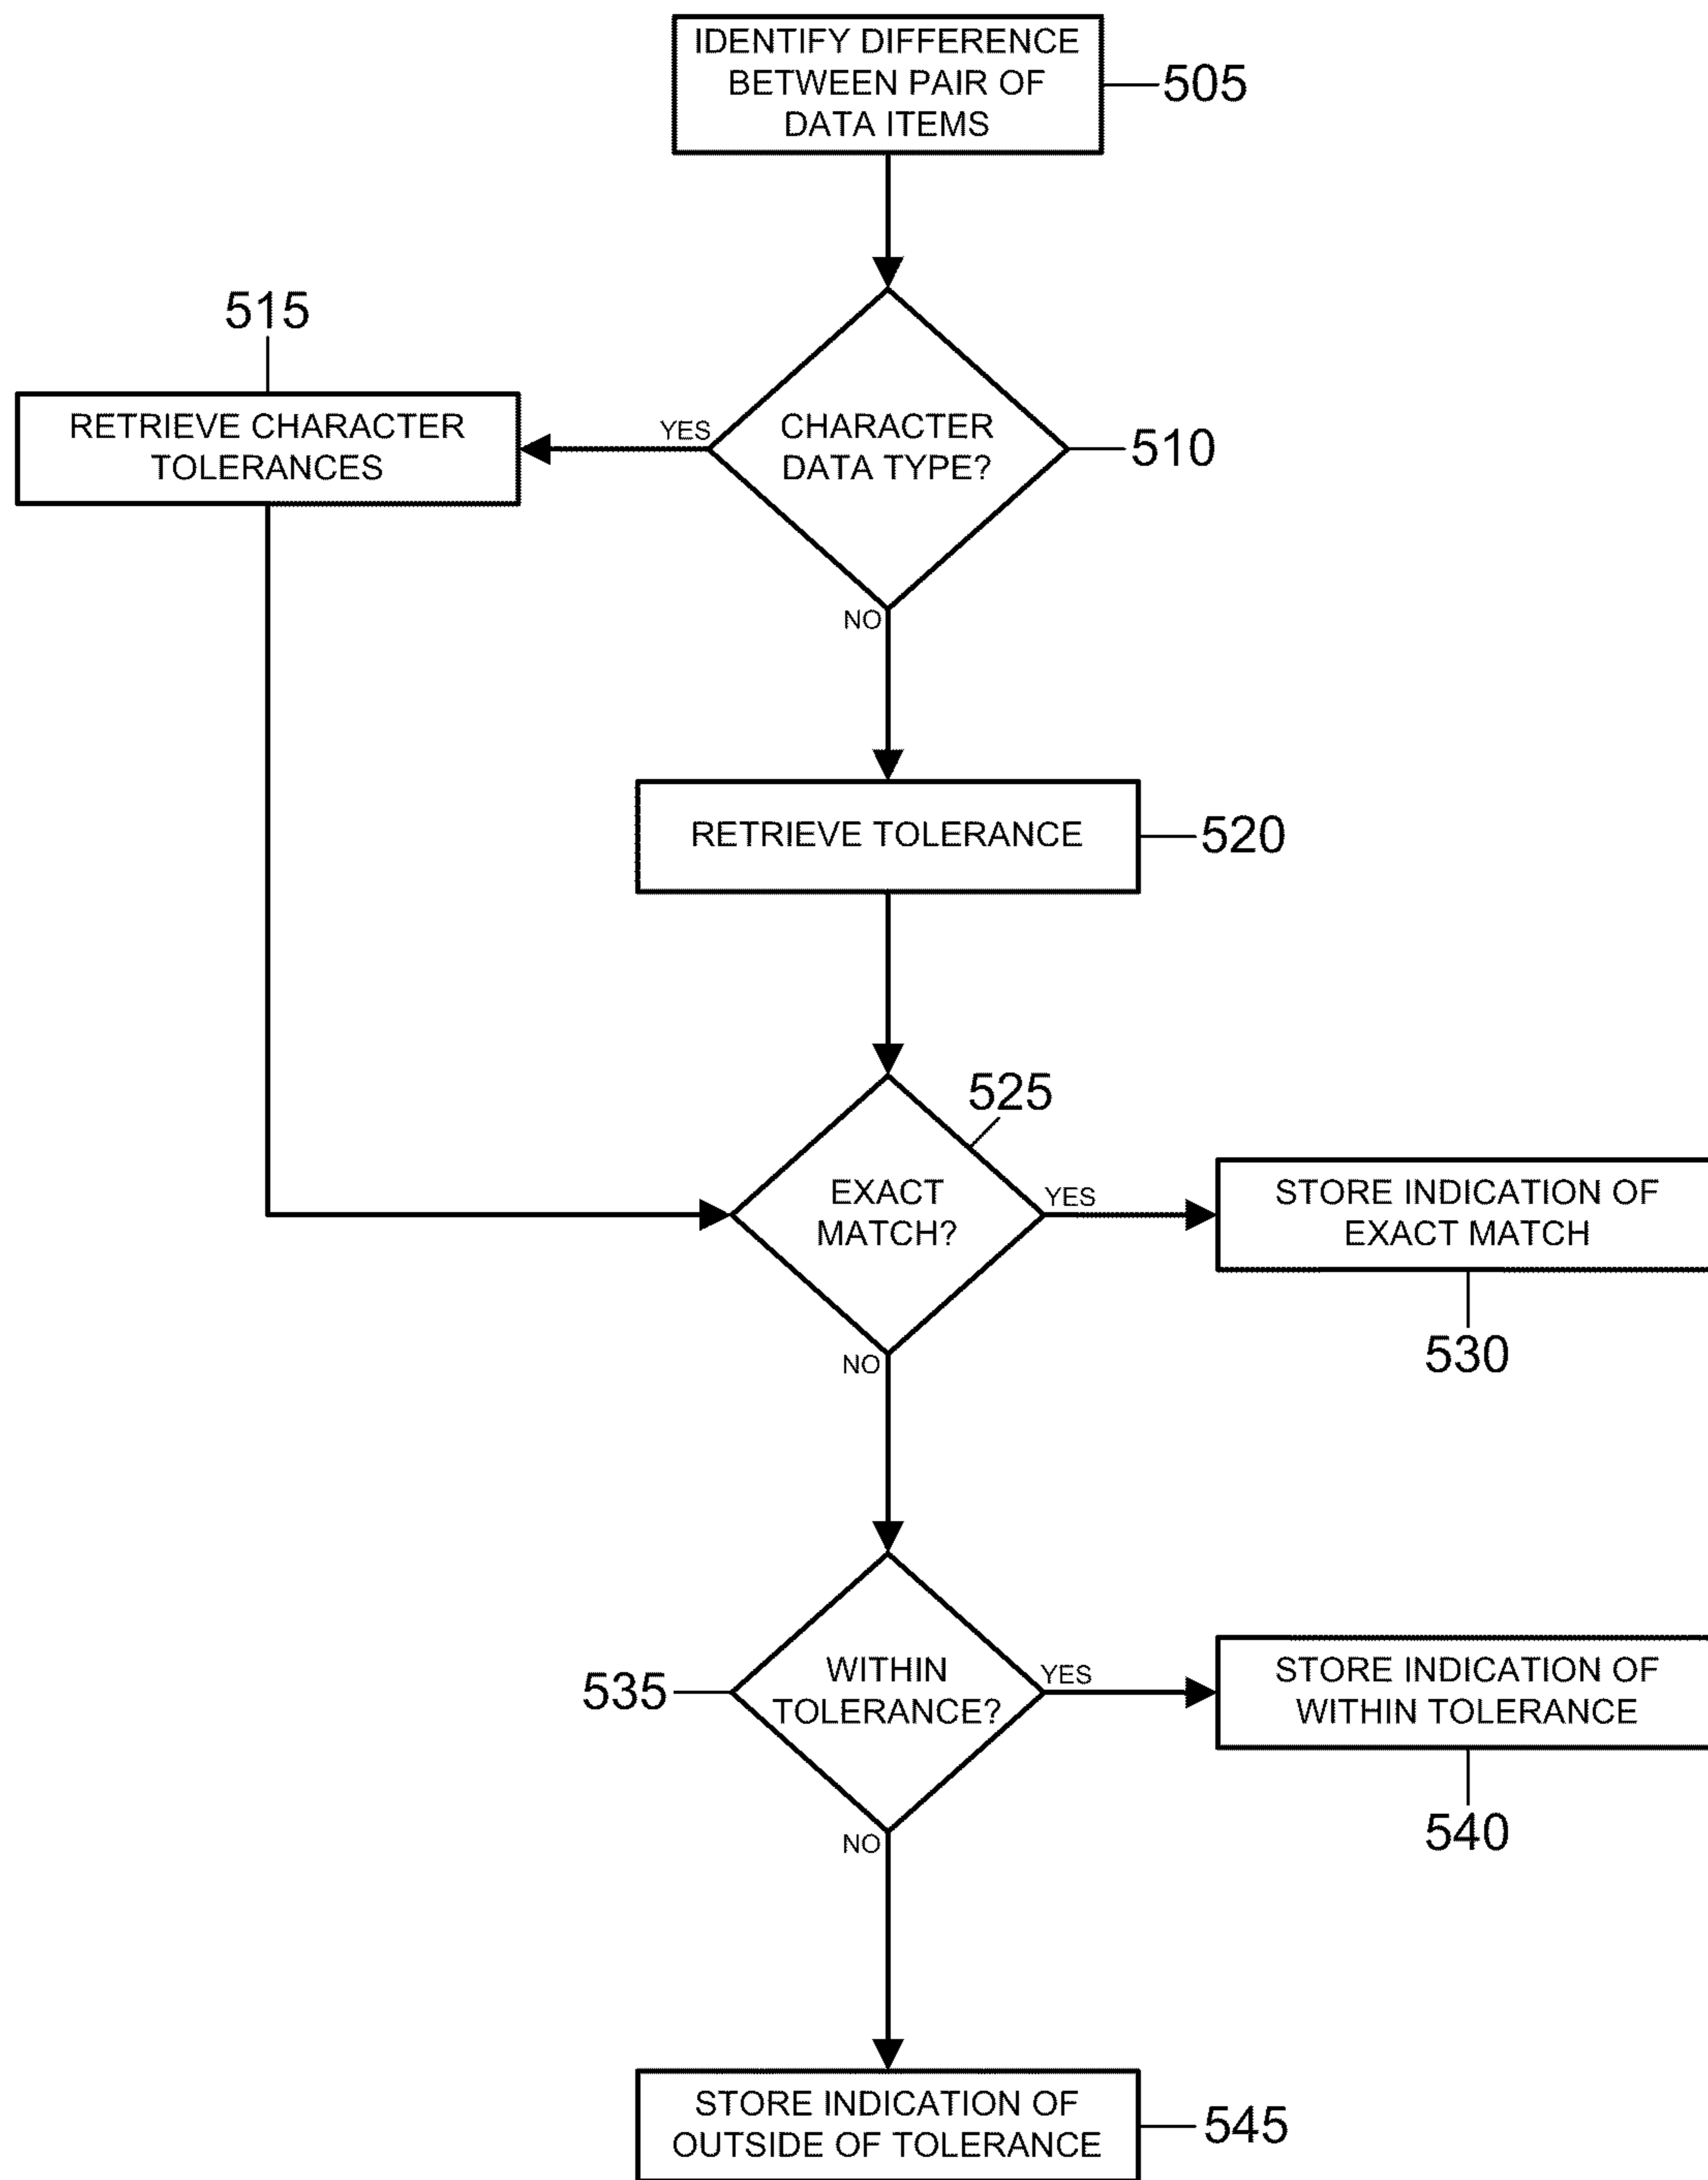 IDENTIFY DIFFERENCE
BETWEEN PAIR OF
DATA ITEMS
505
515
RETRIEVE CHARACTER
TOLERANCES
YES
CHARACTER
DATA TYPE?
510
NO
RETRIEVE TOLERANCE
520
525
EXACT
MATCH?
YES
STORE INDICATION OF
EXACT MATCH
530
NO
535
WITHIN
TOLERANCE?
YES
STORE INDICATION OF
WITHIN TOLERANCE
540
NO
STORE INDICATION OF
OUTSIDE OF TOLERANCE
545